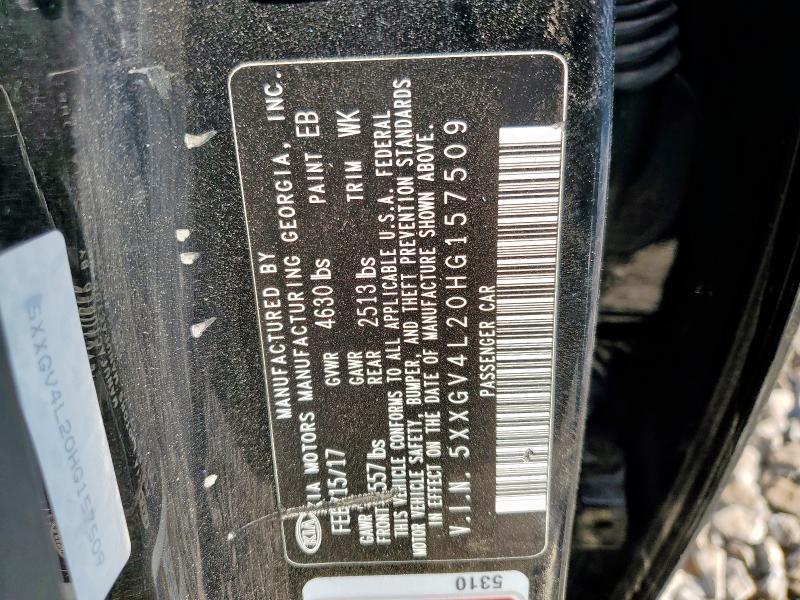 MANUFACTURED BY
KIA MOTORS MANUFACTURING GEORGIA, INC.
FEB/15/17 GVWR 4630 lbs PAINT EB
GAWR FRONT 2557 lbs GAWR REAR 2513 lbs TRIM WK
THIS VEHICLE CONFORMS TO ALL APPLICABLE U.S.A. FEDERAL
MOTOR VEHICLE SAFETY, BUMPER, AND THEFT PREVENTION STANDARDS
IN EFFECT ON THE DATE OF MANUFACTURE SHOWN ABOVE.
V.I.N. 5XXGV4L20HG157509
PASSENGER CAR
5310
5XXGV4L20HG157509